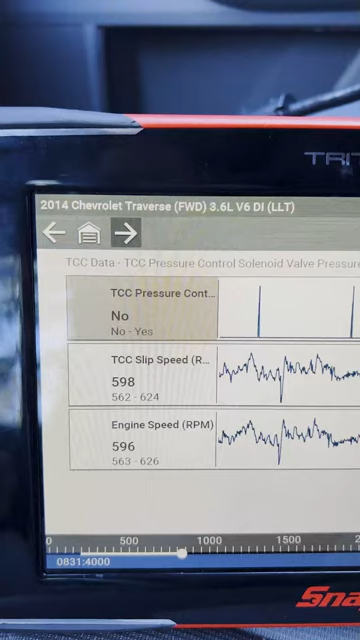 TRIT
2014 Chevrolet Traverse (FWD) 3.6L V6 DI (LLT)
TCC Data - TCC Pressure Control Solenoid Valve Pressure
TCC Pressure Cont...
No
No - Yes
TCC Slip Speed (R...
598
562 - 624
Engine Speed (RPM)
596
563 - 626
0 500 1000 1500 20
0831:4000
Sna